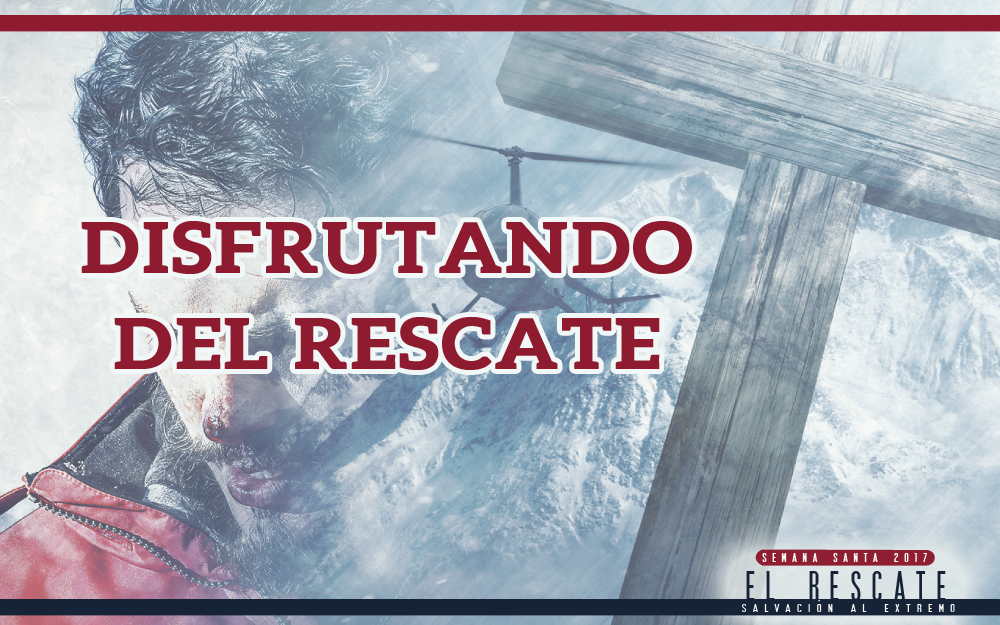 DISFRUTANDO
DEL RESCATE
SEMANA SANTA 2017
EL RESCATE
SALVACIÓN AL EXTREMO